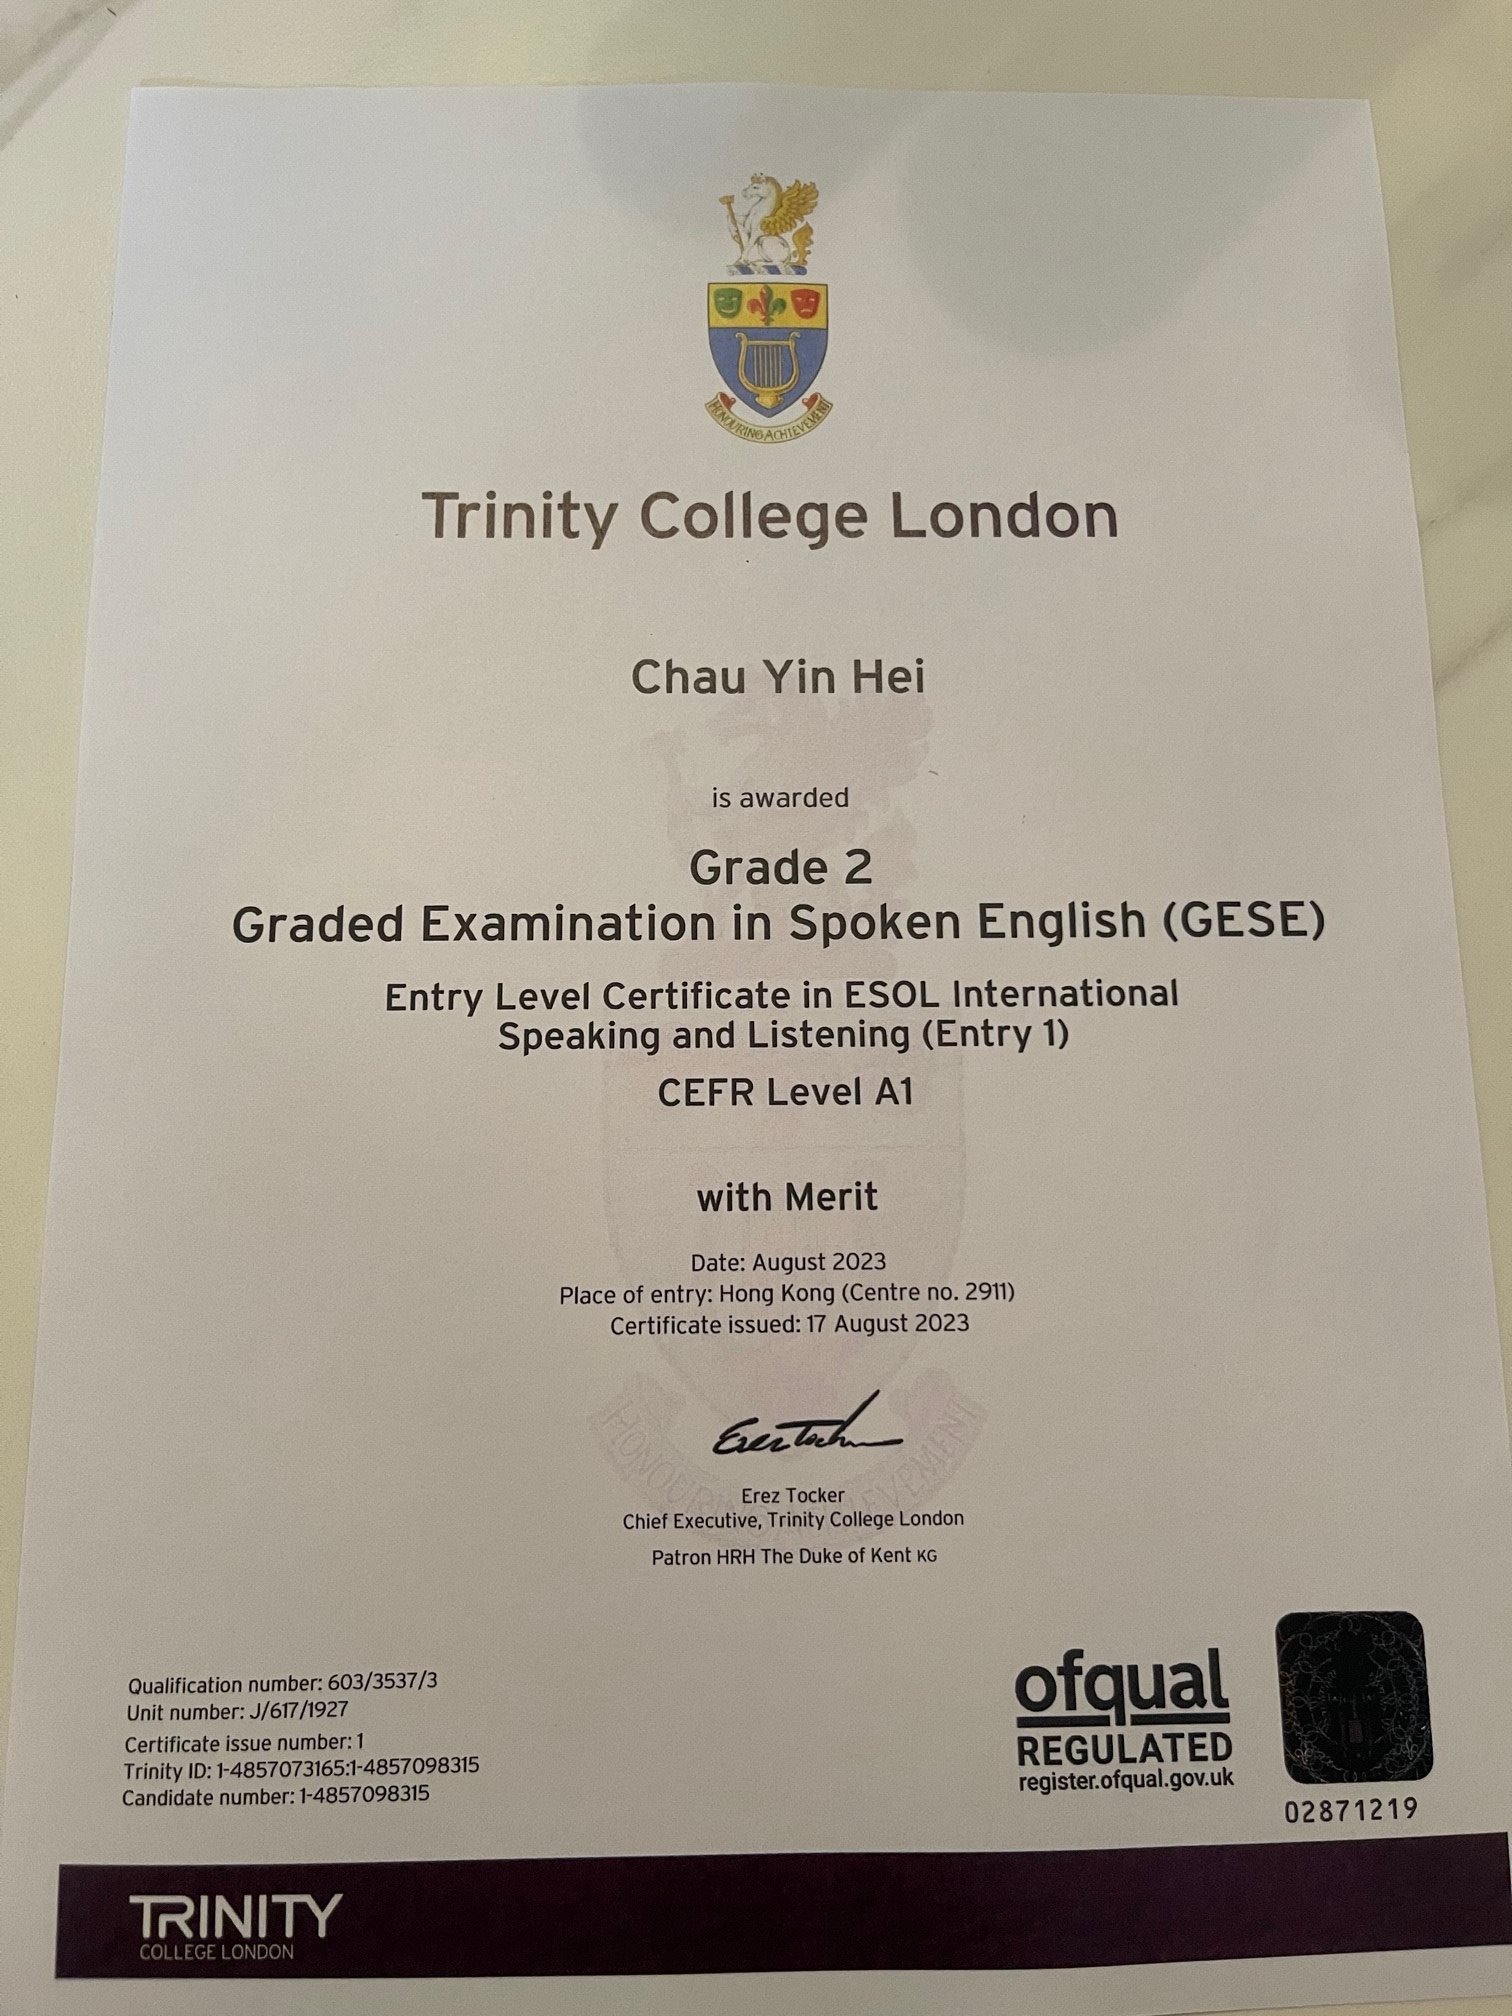 HONOURING ACHIEVEMENT
Trinity College London
Chau Yin Hei
is awarded
Grade 2
Graded Examination in Spoken English (GESE)
Entry Level Certificate in ESOL International
Speaking and Listening (Entry 1)
CEFR Level A1
with Merit
Date: August 2023
Place of entry: Hong Kong (Centre no. 2911)
Certificate issued: 17 August 2023
HONOURING ACHIEVEMENT
Erez Tocker
Erez Tocker
Chief Executive, Trinity College London
Patron HRH The Duke of Kent KG
Qualification number: 603/3537/3
Unit number: J/617/1927
Certificate issue number: 1
Trinity ID: 1-4857073165:1-4857098315
Candidate number: 1-4857098315
ofqual
REGULATED
register.ofqual.gov.uk
02871219
TRINITY
COLLEGE LONDON